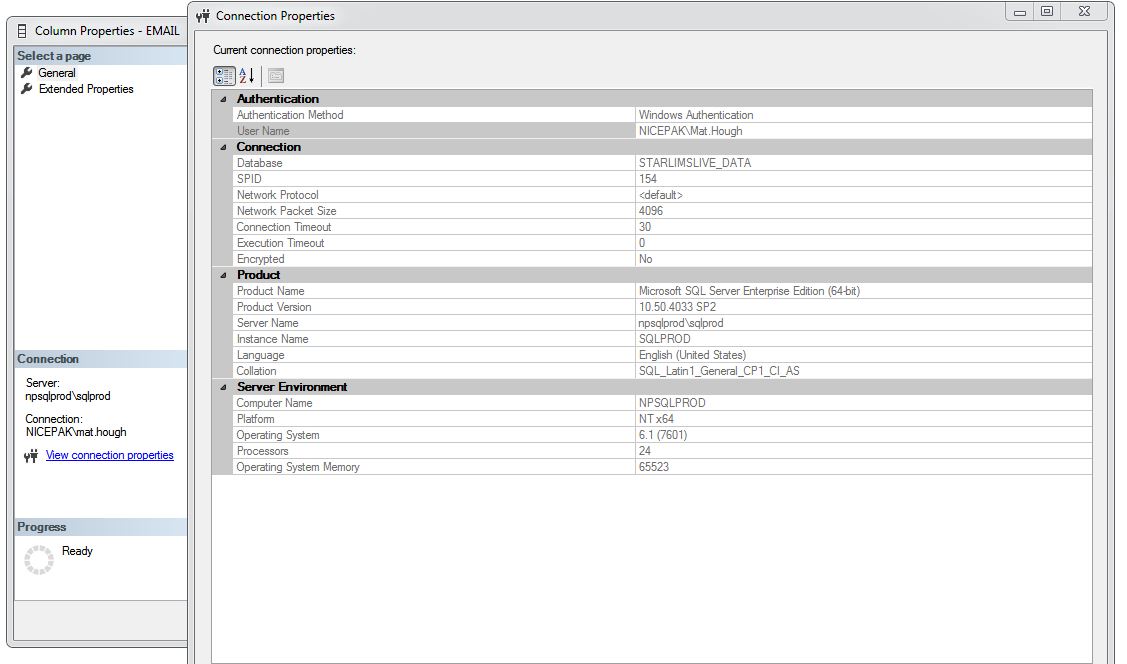 Column Properties - EMAIL
Select a page
General
Extended Properties
Connection
Server:
npsqlprod\sqlprod
Connection:
NICEPAK\mat.hough
View connection properties
Progress
Ready
Connection Properties
Current connection properties:
Authentication
Authentication Method Windows Authentication
User Name NICEPAK\Mat.Hough
Connection
Database STARLIMSLIVE_DATA
SPID 154
Network Protocol <default>
Network Packet Size 4096
Connection Timeout 30
Execution Timeout 0
Encrypted No
Product
Product Name Microsoft SQL Server Enterprise Edition (64-bit)
Product Version 10.50.4033 SP2
Server Name npsqlprod\sqlprod
Instance Name SQLPROD
Language English (United States)
Collation SQL_Latin1_General_CP1_CI_AS
Server Environment
Computer Name NPSQLPROD
Platform NT x64
Operating System 6.1 (7601)
Processors 24
Operating System Memory 65523